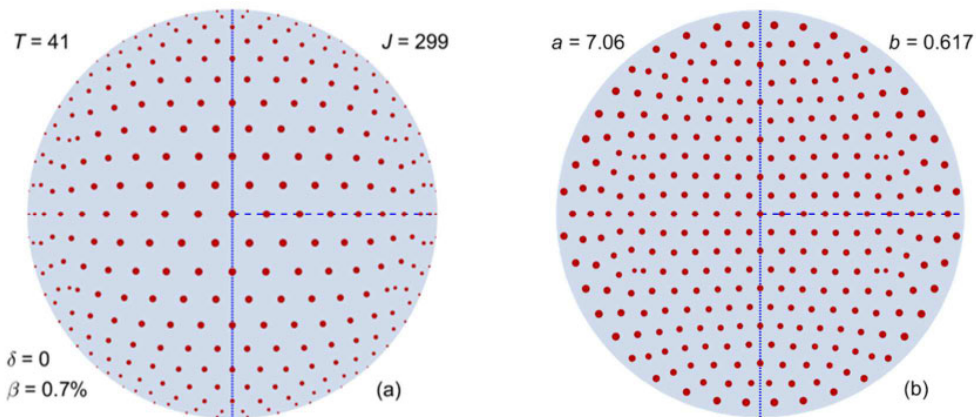 T = 41
J = 299
δ = 0
β = 0.7%
(a)
a = 7.06
b = 0.617
(b)